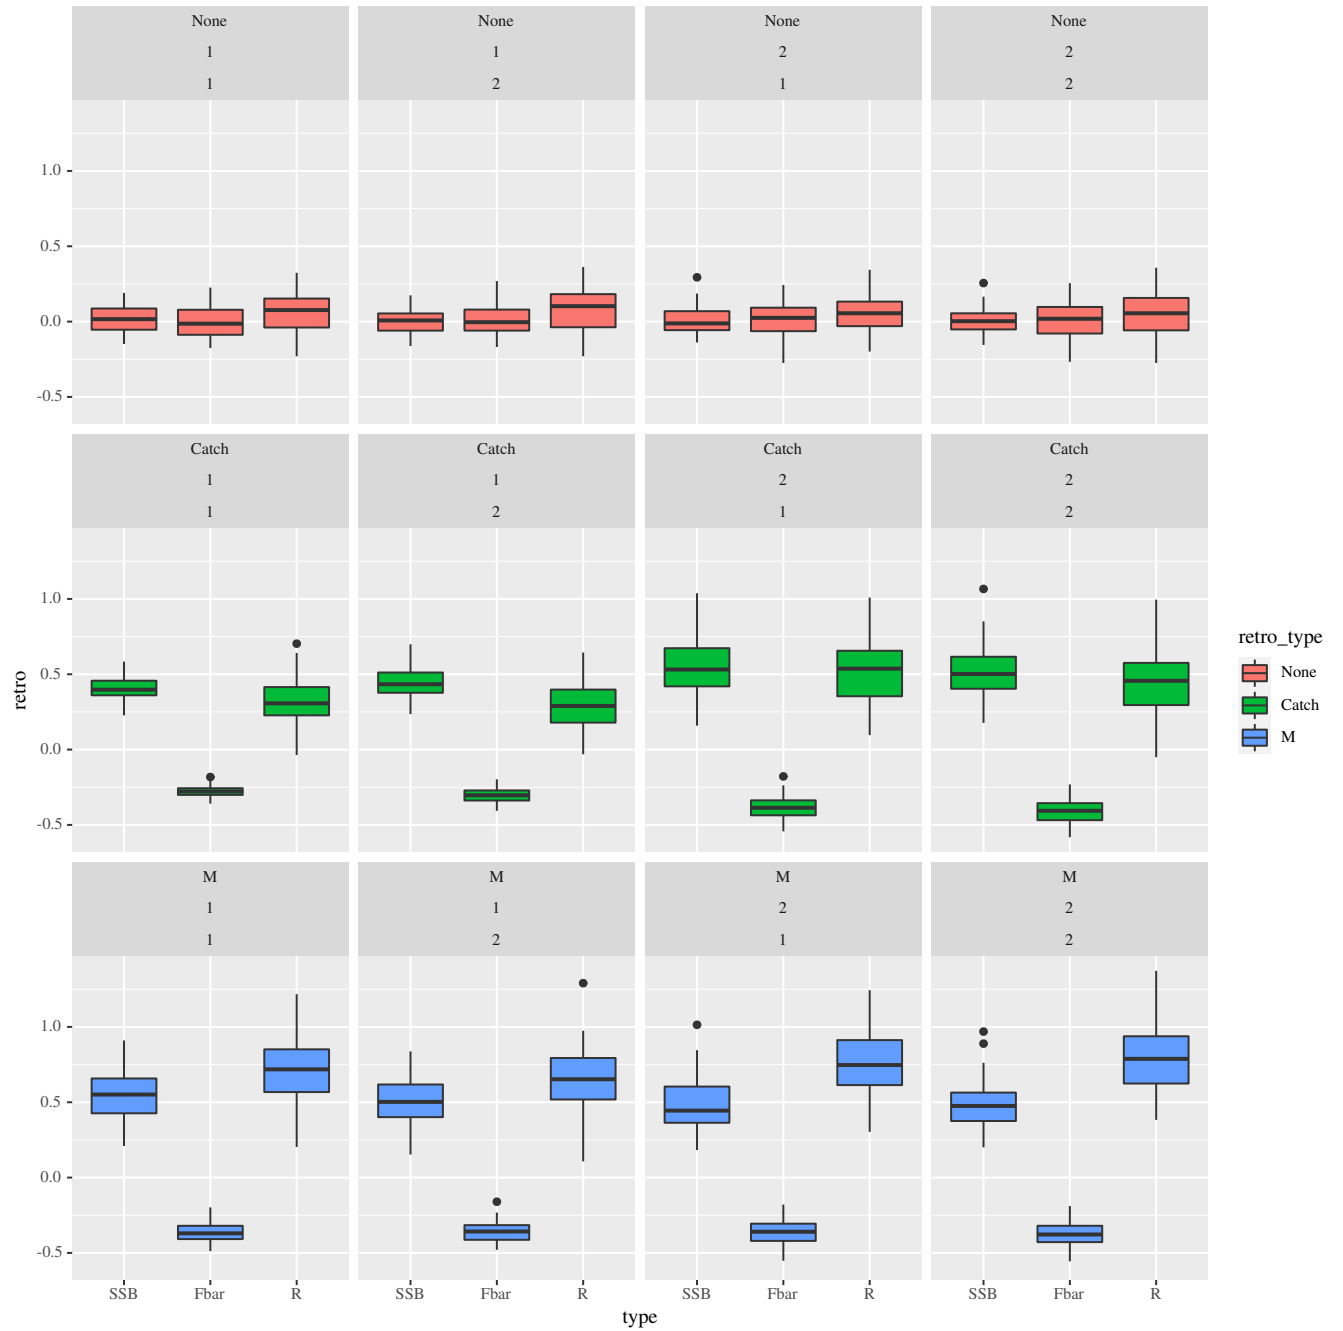 None None None None
1 1 2 2
1 2 1 2
1.0
0.5
0.0
-0.5
Catch Catch Catch Catch
1 1 2 2
1 2 1 2
1.0
0.5
0.0
-0.5
M M M M
1 1 2 2
1 2 1 2
1.0
0.5
0.0
-0.5
SSB Fbar R SSB Fbar R SSB Fbar R SSB Fbar R
type
retro
retro_type
None
Catch
M